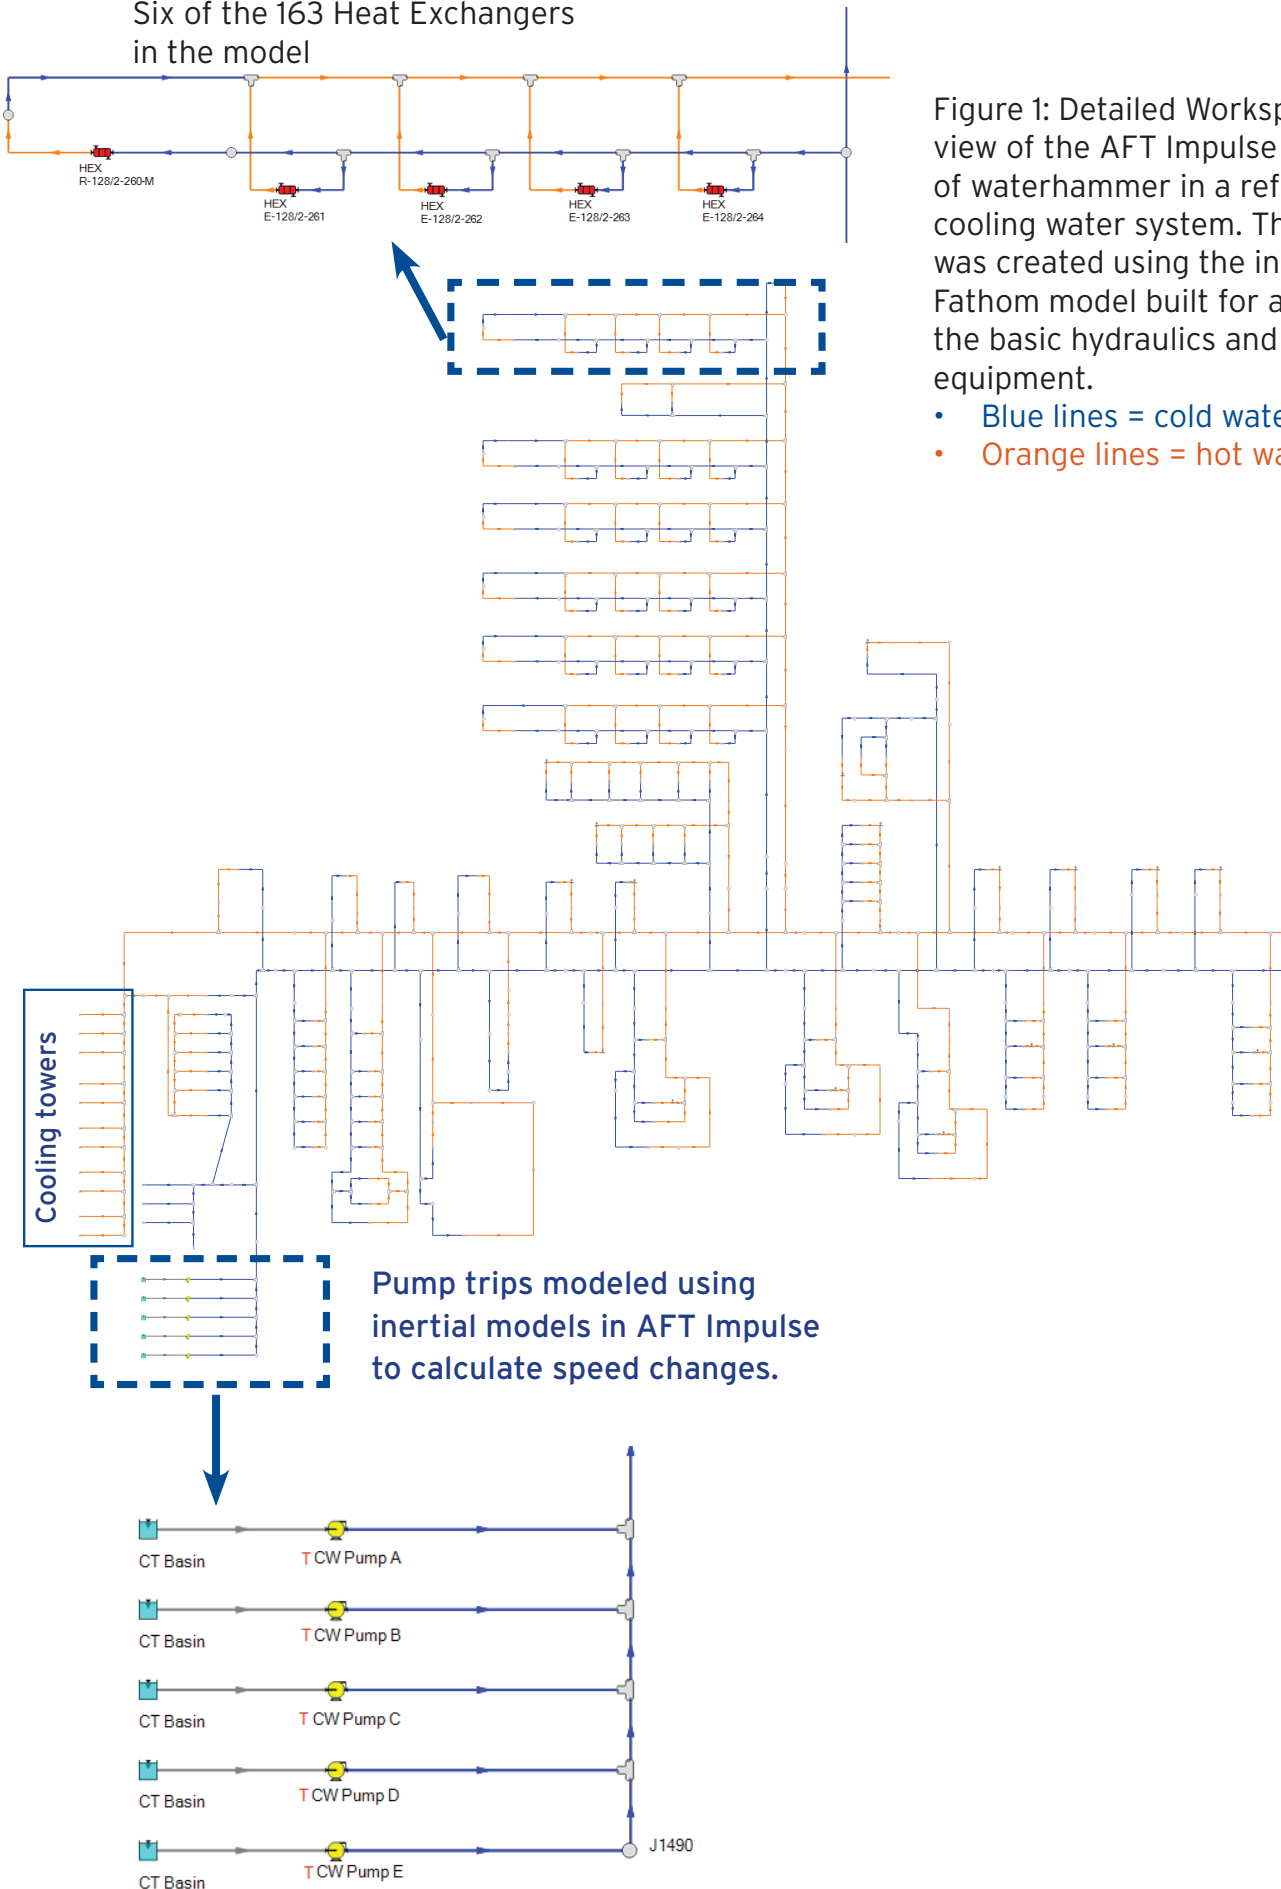 Six of the 163 Heat Exchangers
in the model
HEX
R-128/2-260-M
HEX
E-128/2-261
HEX
E-128/2-262
HEX
E-128/2-263
HEX
E-128/2-264
Figure 1: Detailed Worksp
view of the AFT Impulse
of waterhammer in a ref
cooling water system. Th
was created using the in
Fathom model built for a
the basic hydraulics and
equipment.
• Blue lines = cold wate
• Orange lines = hot wa
Cooling towers
Pump trips modeled using
inertial models in AFT Impulse
to calculate speed changes.
CT Basin
T CW Pump A
CT Basin
T CW Pump B
CT Basin
T CW Pump C
CT Basin
T CW Pump D
CT Basin
T CW Pump E
J1490